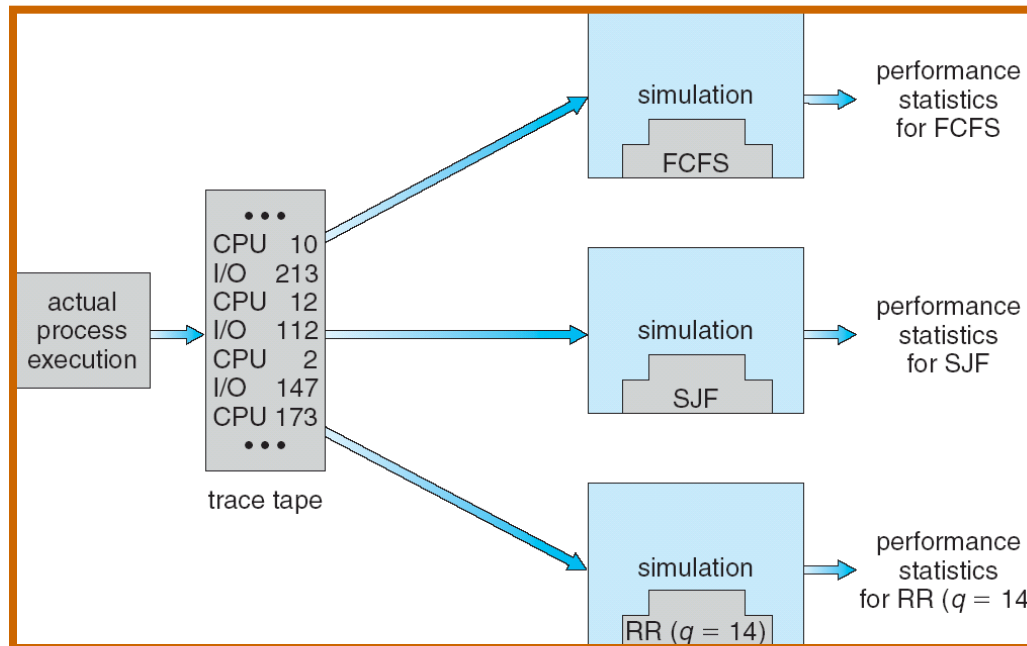 actual
process
execution
• • •
CPU 10
I/O 213
CPU 12
I/O 112
CPU 2
I/O 147
CPU 173
• • •
trace tape
simulation
FCFS
performance
statistics
for FCFS
simulation
SJF
performance
statistics
for SJF
simulation
RR (q = 14)
performance
statistics
for RR (q = 14